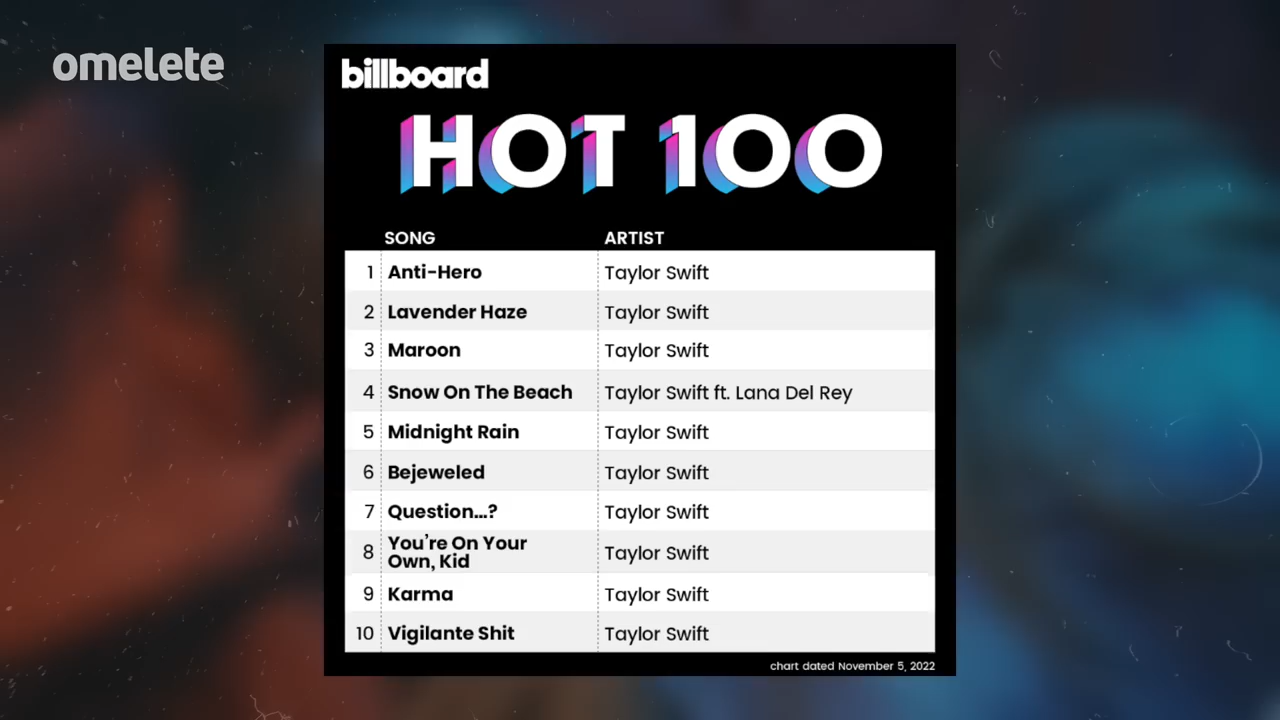 omelete
billboard
HOT 100
SONG ARTIST
1 Anti-Hero Taylor Swift
2 Lavender Haze Taylor Swift
3 Maroon Taylor Swift
4 Snow On The Beach Taylor Swift ft. Lana Del Rey
5 Midnight Rain Taylor Swift
6 Bejeweled Taylor Swift
7 Question...? Taylor Swift
8 You’re On Your
Own, Kid Taylor Swift
9 Karma Taylor Swift
10 Vigilante Shit Taylor Swift
chart dated November 5, 2022